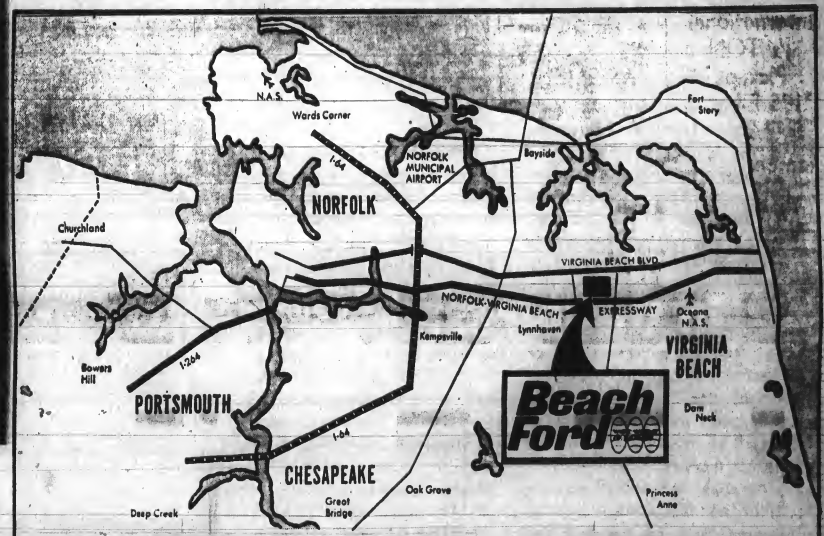 N.A.S.
Wards Corner
Fort
Story
I-64
NORFOLK
MUNICIPAL
AIRPORT
Bayside
NORFOLK
Churchland
VIRGINIA BEACH BLVD
NORFOLK-VIRGINIA BEACH EXPRESSWAY
Oceana
N.A.S.
Kempsville
Lynnhaven
VIRGINIA
BEACH
Bowers
Hill
I-264
PORTSMOUTH
Beach
Ford
Dam
Neck
I-64
CHESAPEAKE
Oak Grove
Great
Bridge
Deep Creek
Princess
Anne